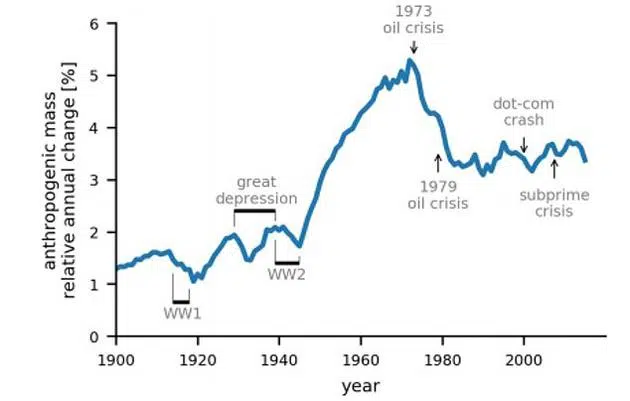 1973
oil crisis
6
5
4
3
2
1
0
anthropogenic mass
relative annual change [%]
dot-com
crash
great
depression
1979
oil crisis
subprime
crisis
WW2
WW1
1900
1920
1940
1960
1980
2000
year